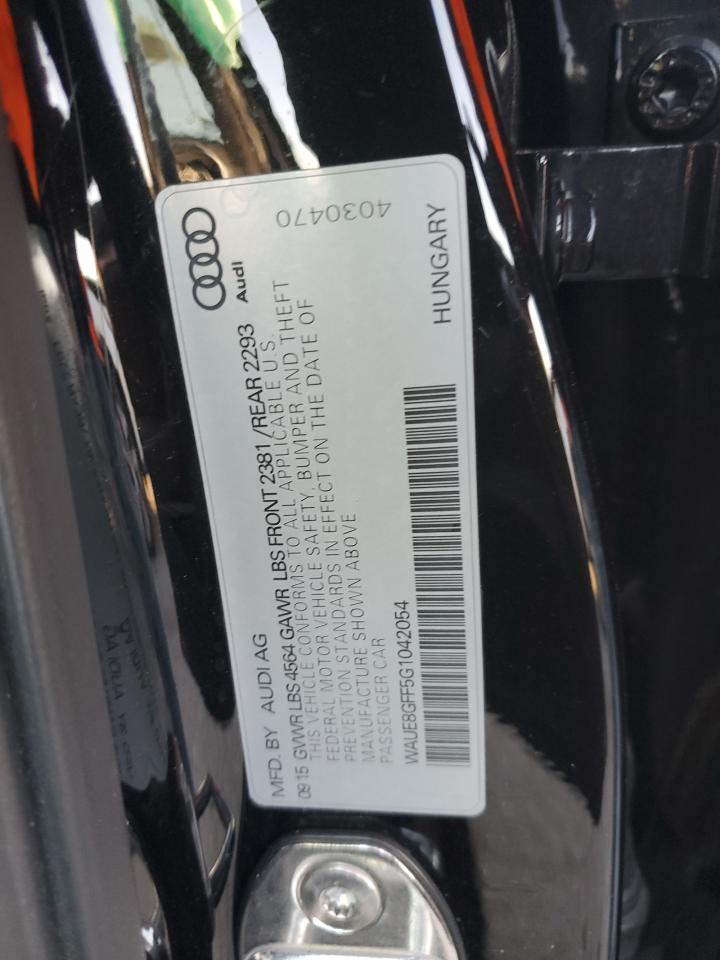 Audi
4030470
MFD. BY AUDI AG
09 15 GVWR LBS 4564 GAWR LBS FRONT 2381 /REAR 2293
THIS VEHICLE CONFORMS TO ALL APPLICABLE U.S.
FEDERAL MOTOR VEHICLE SAFETY, BUMPER AND THEFT
PREVENTION STANDARDS IN EFFECT ON THE DATE OF
MANUFACTURE SHOWN ABOVE
PASSENGER CAR
WAUE8GFF5G1042054
HUNGARY